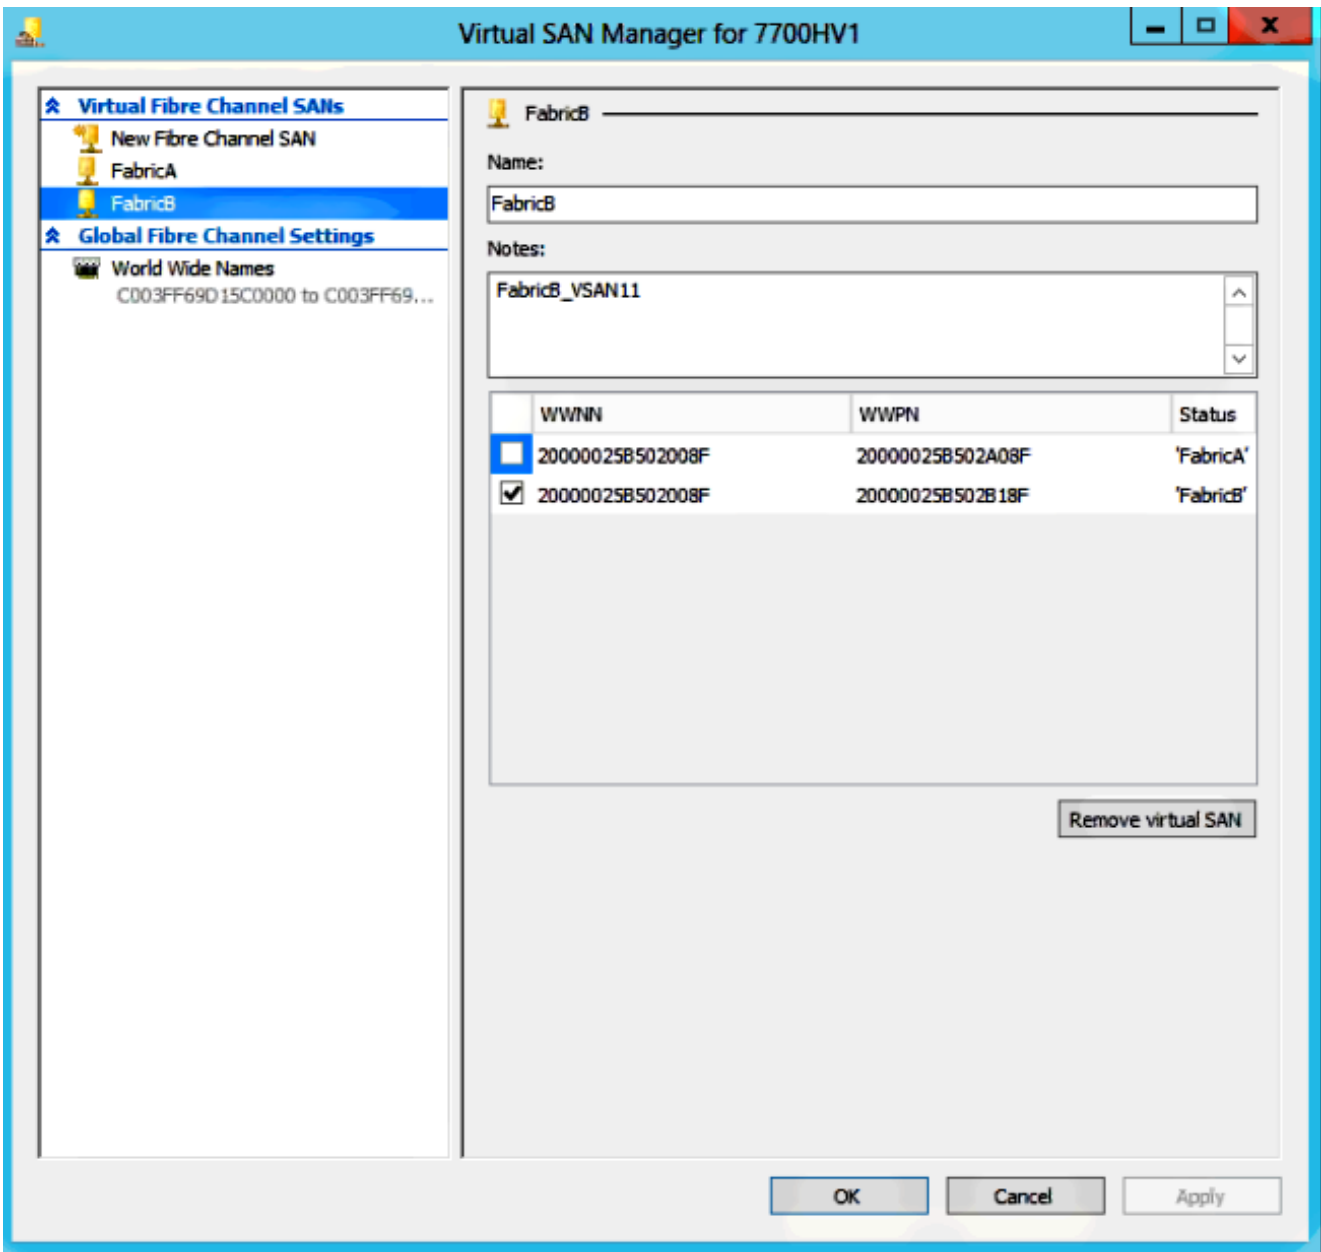 Virtual SAN Manager for 7700HV1
Virtual Fibre Channel SANs
New Fibre Channel SAN
FabricA
FabricB
Global Fibre Channel Settings
World Wide Names
C003FF69D15C0000 to C003FF69...
FabricB
Name:
FabricB
Notes:
FabricB_VSAN11
WWNN WWPN Status
20000025B502008F 20000025B502A08F 'FabricA'
20000025B502008F 20000025B502B18F 'FabricB'
Remove virtual SAN
OK Cancel Apply